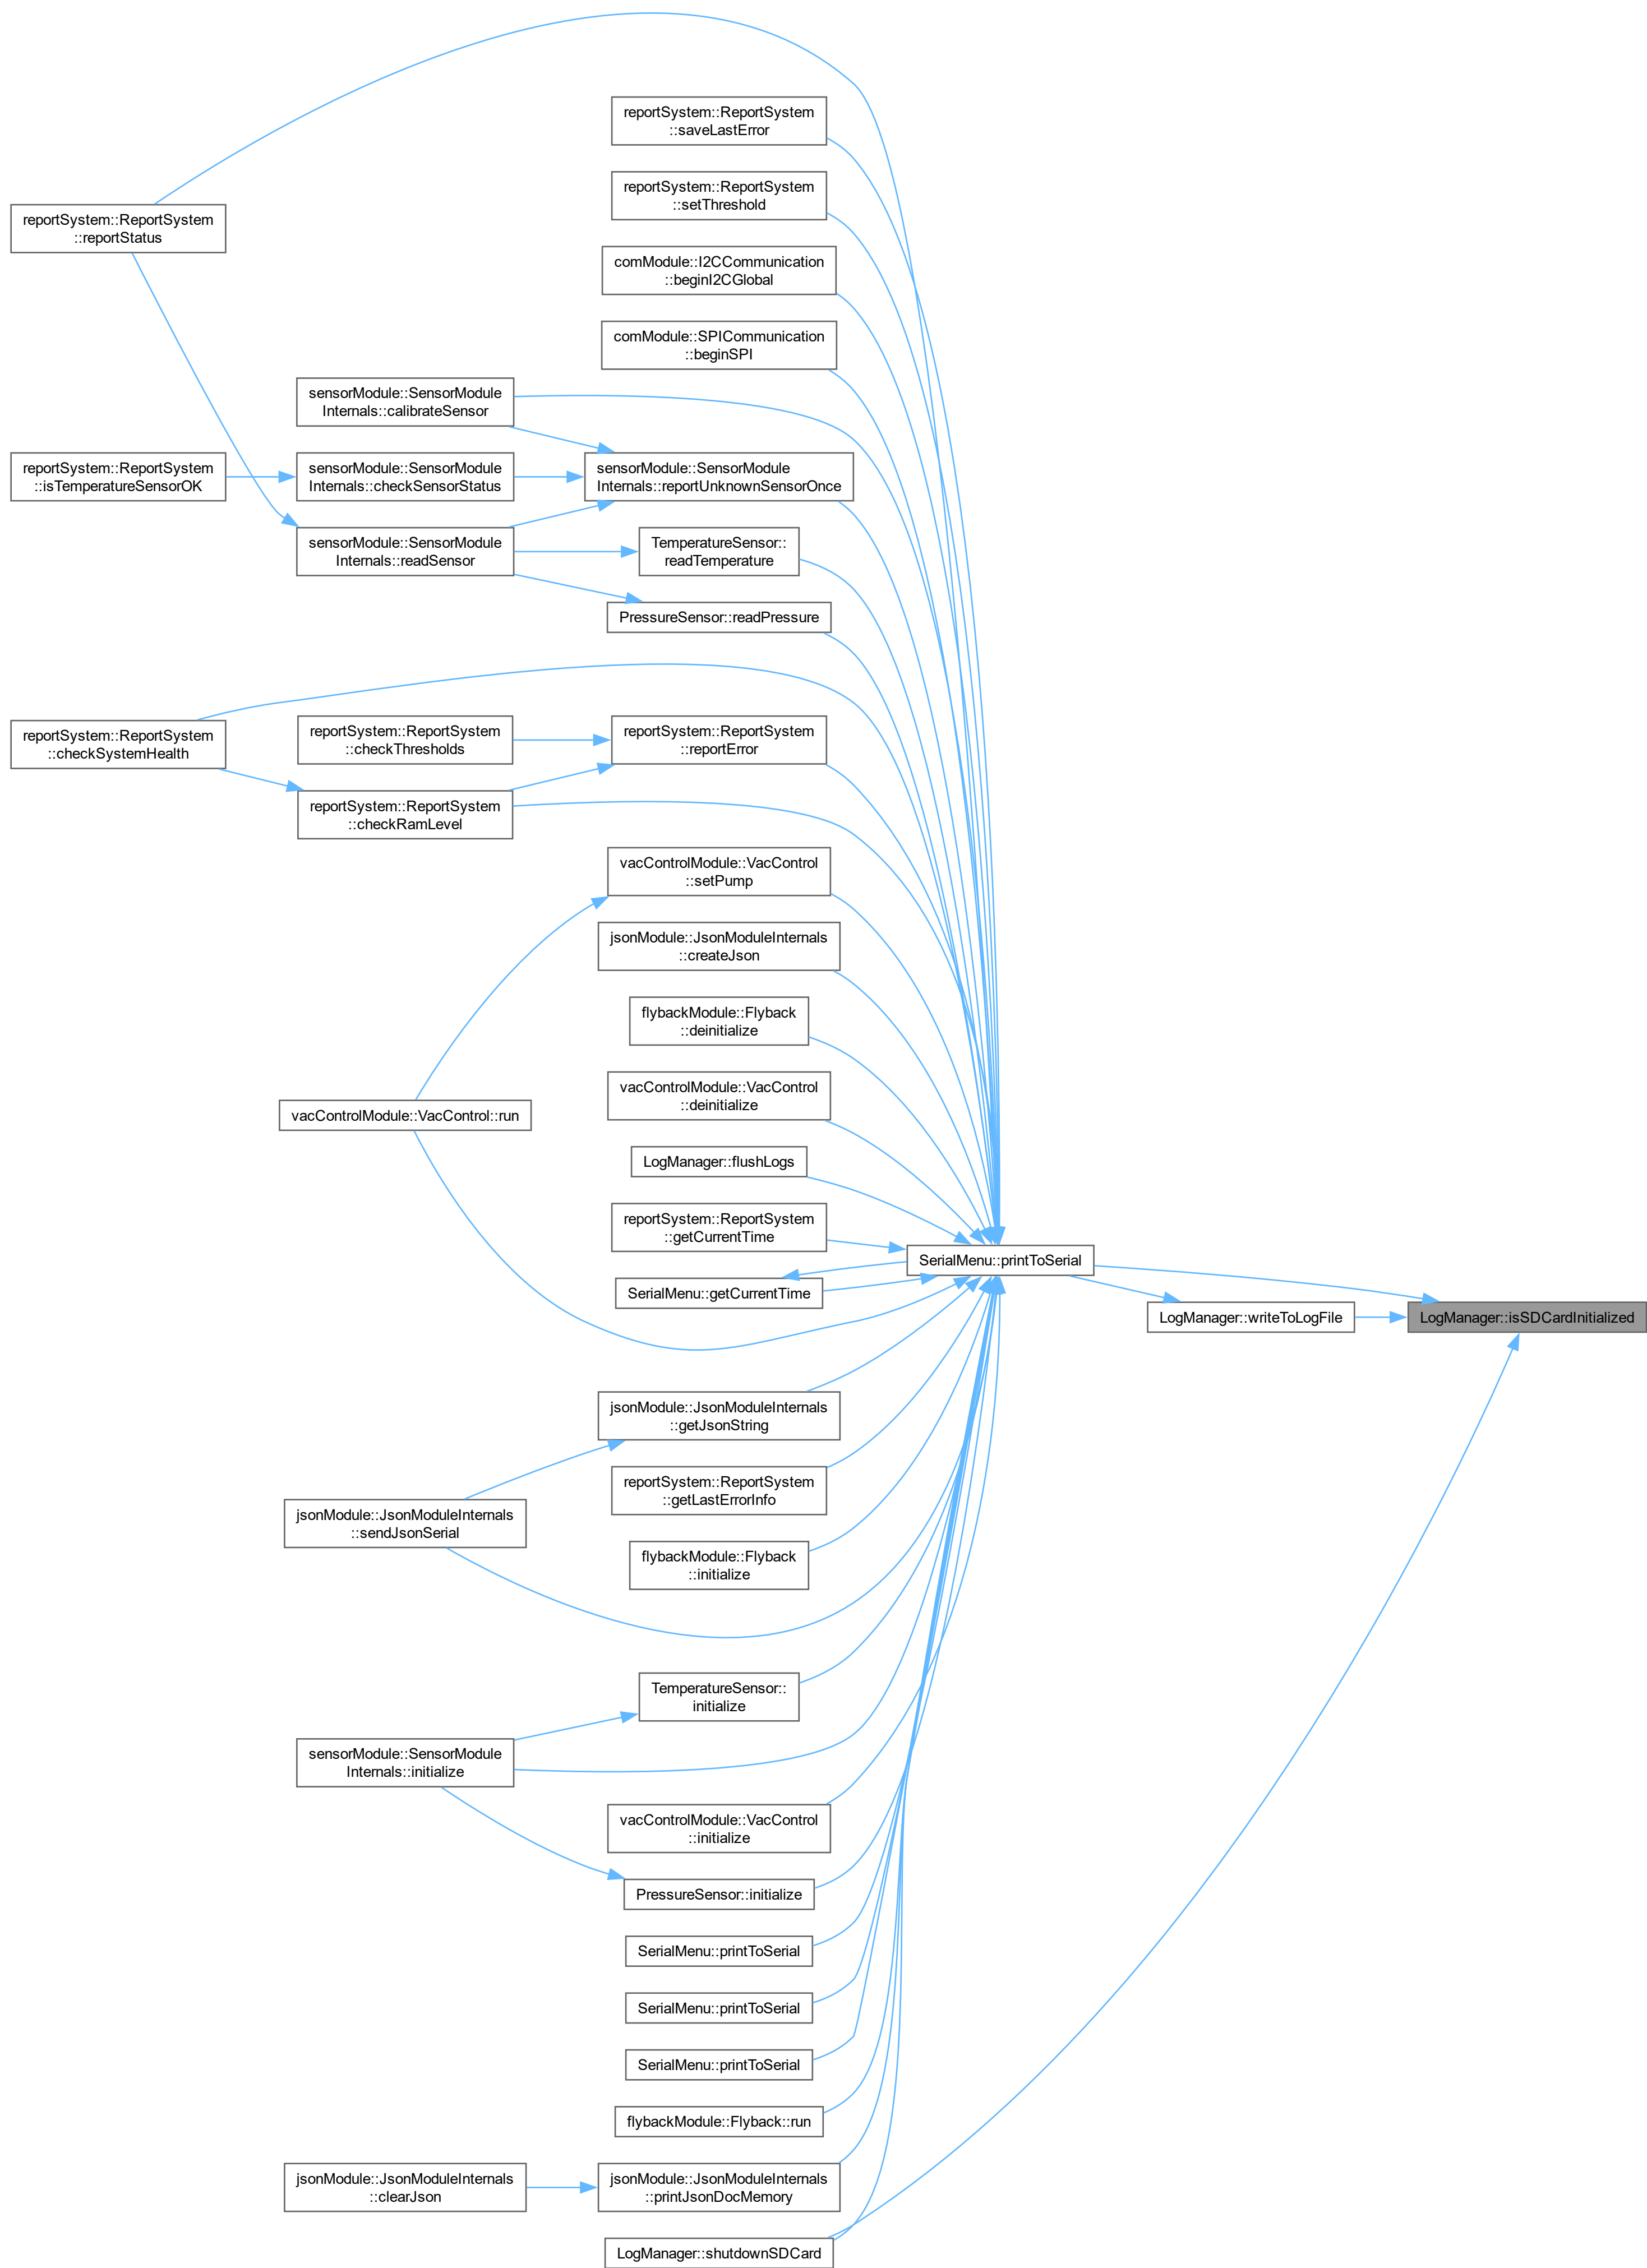 reportSystem::ReportSystem
::saveLastError
reportSystem::ReportSystem
::setThreshold
reportSystem::ReportSystem
::reportStatus
comModule::I2CCommunication
::beginI2CGlobal
comModule::SPICommunication
::beginSPI
sensorModule::SensorModule
Internals::calibrateSensor
reportSystem::ReportSystem
::isTemperatureSensorOK
sensorModule::SensorModule
Internals::checkSensorStatus
sensorModule::SensorModule
Internals::reportUnknownSensorOnce
sensorModule::SensorModule
Internals::readSensor
TemperatureSensor::
readTemperature
PressureSensor::readPressure
reportSystem::ReportSystem
::checkSystemHealth
reportSystem::ReportSystem
::checkThresholds
reportSystem::ReportSystem
::reportError
reportSystem::ReportSystem
::checkRamLevel
vacControlModule::VacControl
::setPump
jsonModule::JsonModuleInternals
::createJson
flybackModule::Flyback
::deinitialize
vacControlModule::VacControl
::deinitialize
vacControlModule::VacControl::run
LogManager::flushLogs
reportSystem::ReportSystem
::getCurrentTime
SerialMenu::printToSerial
SerialMenu::getCurrentTime
LogManager::writeToLogFile
LogManager::isSDCardInitialized
jsonModule::JsonModuleInternals
::getJsonString
reportSystem::ReportSystem
::getLastErrorInfo
jsonModule::JsonModuleInternals
::sendJsonSerial
flybackModule::Flyback
::initialize
TemperatureSensor::
initialize
sensorModule::SensorModule
Internals::initialize
vacControlModule::VacControl
::initialize
PressureSensor::initialize
SerialMenu::printToSerial
SerialMenu::printToSerial
SerialMenu::printToSerial
flybackModule::Flyback::run
jsonModule::JsonModuleInternals
::clearJson
jsonModule::JsonModuleInternals
::printJsonDocMemory
LogManager::shutdownSDCard